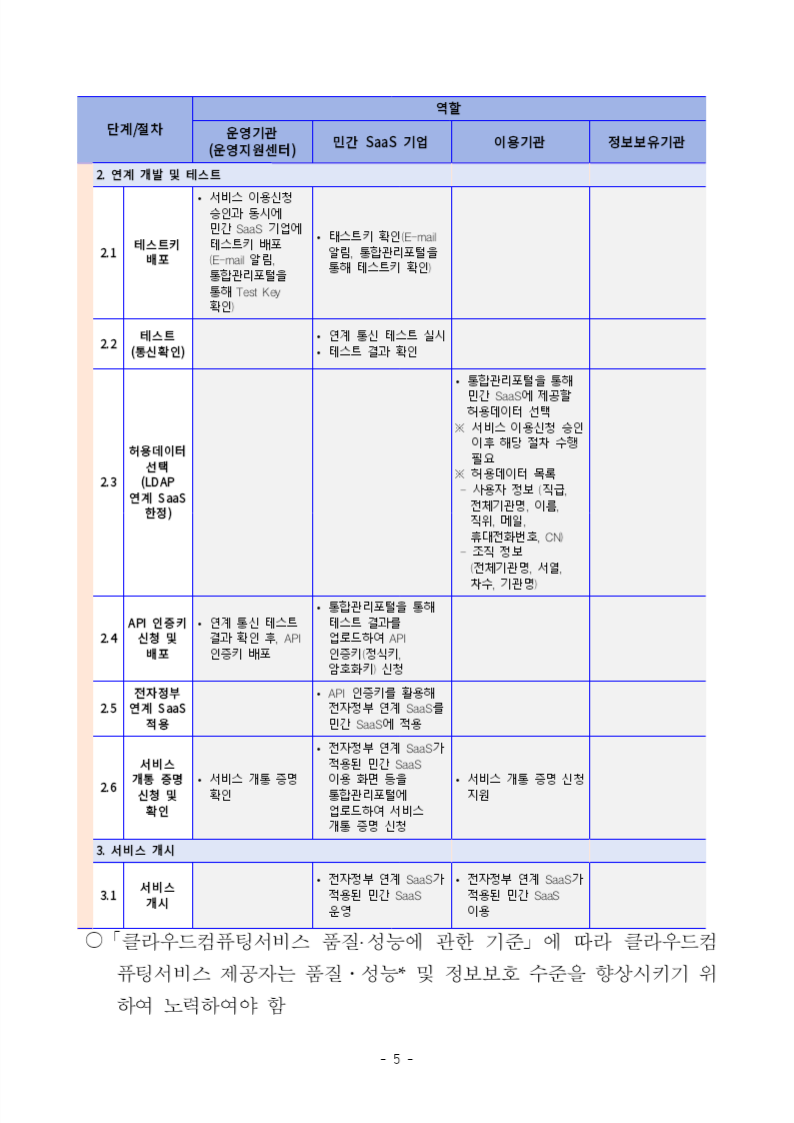 단계/절차
역할
운영기관
(운영지원센터)
민간 SaaS 기업
이용기관
정보보유기관
2. 연계 개발 및 테스트
2.1
테스트키
배포
• 서비스 이용신청
승인과 동시에
민간 SaaS 기업에
테스트키 배포
(E-mail 알림,
통합관리포털을
통해 Test Key
확인)
• 태스트키 확인(E-mail
알림, 통합관리포털을
통해 테스트키 확인)
2.2
테스트
(통신확인)
• 연계 통신 테스트 실시
• 테스트 결과 확인
2.3
허용데이터
선택
(LDAP
연계 SaaS
한정)
• 통합관리포털을 통해
민간 SaaS에 제공할
허용데이터 선택
※ 서비스 이용신청 승인
이후 해당 절차 수행
필요
※ 허용데이터 목록
- 사용자 정보 (직급,
전체기관명, 이름,
직위, 메일,
휴대전화번호, CN)
- 조직 정보
(전체기관명, 서열,
차수, 기관명)
2.4
API 인증키
신청 및
배포
• 연계 통신 테스트
결과 확인 후, API
인증키 배포
• 통합관리포털을 통해
테스트 결과를
업로드하여 API
인증키(정식키,
암호화키) 신청
2.5
전자정부
연계 SaaS
적용
• API 인증키를 활용해
전자정부 연계 SaaS를
민간 SaaS에 적용
2.6
서비스
개통 증명
신청 및
확인
• 서비스 개통 증명
확인
• 전자정부 연계 SaaS가
적용된 민간 SaaS
이용 화면 등을
통합관리포털에
업로드하여 서비스
개통 증명 신청
• 서비스 개통 증명 신청
지원
3. 서비스 개시
3.1
서비스
개시
• 전자정부 연계 SaaS가
적용된 민간 SaaS
운영
• 전자정부 연계 SaaS가
적용된 민간 SaaS
이용
○「클라우드컴퓨팅서비스 품질·성능에 관한 기준」에 따라 클라우드컴
퓨팅서비스 제공자는 품질·성능* 및 정보보호 수준을 향상시키기 위
하여 노력하여야 함
- 5 -